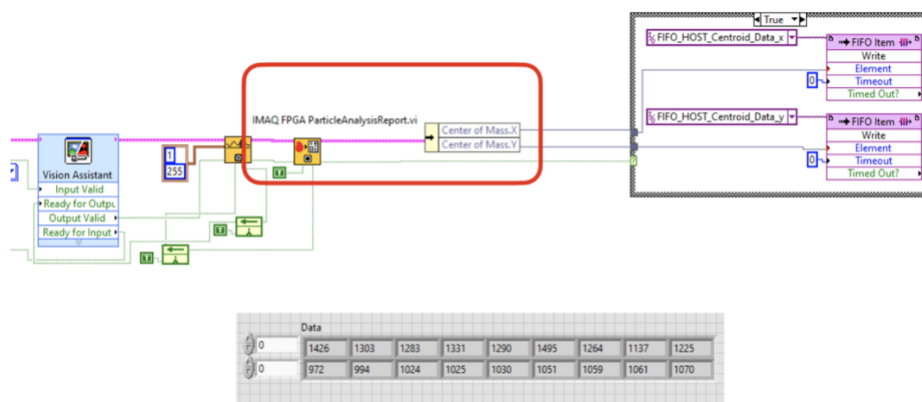 True
FIFO_HOST_Centroid_Data_x
FIFO Item
Write
Element
0
Timeout
Timed Out?
IMAQ FPGA ParticleAnalysisReport.vi
Center of Mass.X
Center of Mass.Y
FIFO_HOST_Centroid_Data_y
FIFO Item
Write
Element
0
Timeout
Timed Out?
1
255
Vision Assistant
Input Valid
Ready for Outpu
Output Valid
Ready for Input
T
T
T
?
Data
0
1426 1303 1283 1331 1290 1495 1264 1137 1225
0
972 994 1024 1025 1030 1051 1059 1061 1070